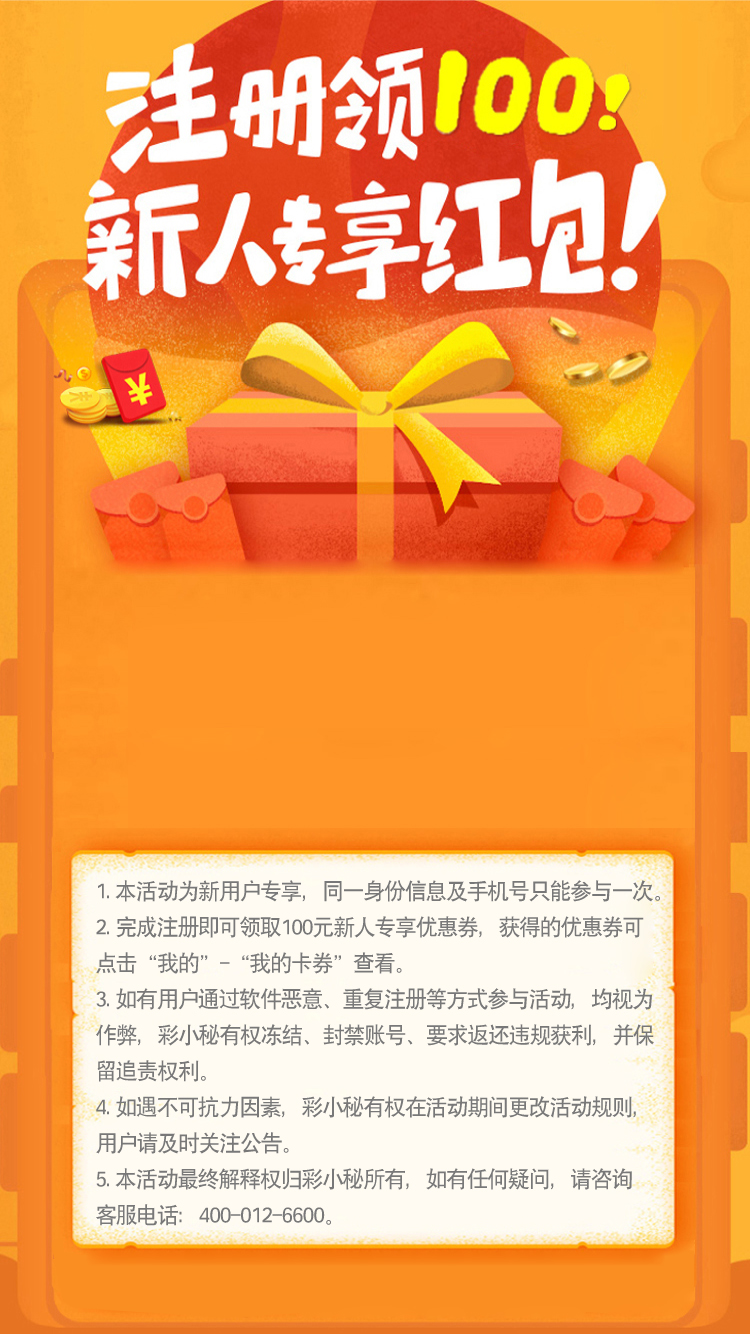 注册领100!
新人专享红包!
¥
1. 本活动为新用户专享, 同一身份信息及手机号只能参与一次。
2. 完成注册即可领取100元新人专享优惠券, 获得的优惠券可
点击“我的”-“我的卡券”查看。
3. 如有用户通过软件恶意、重复注册等方式参与活动, 均视为
作弊, 彩小秘有权冻结、封禁账号、要求返还违规获利, 并保
留追责权利。
4. 如遇不可抗力因素, 彩小秘有权在活动期间更改活动规则,
用户请及时关注公告。
5. 本活动最终解释权归彩小秘所有, 如有任何疑问, 请咨询
客服电话: 400-012-6600。